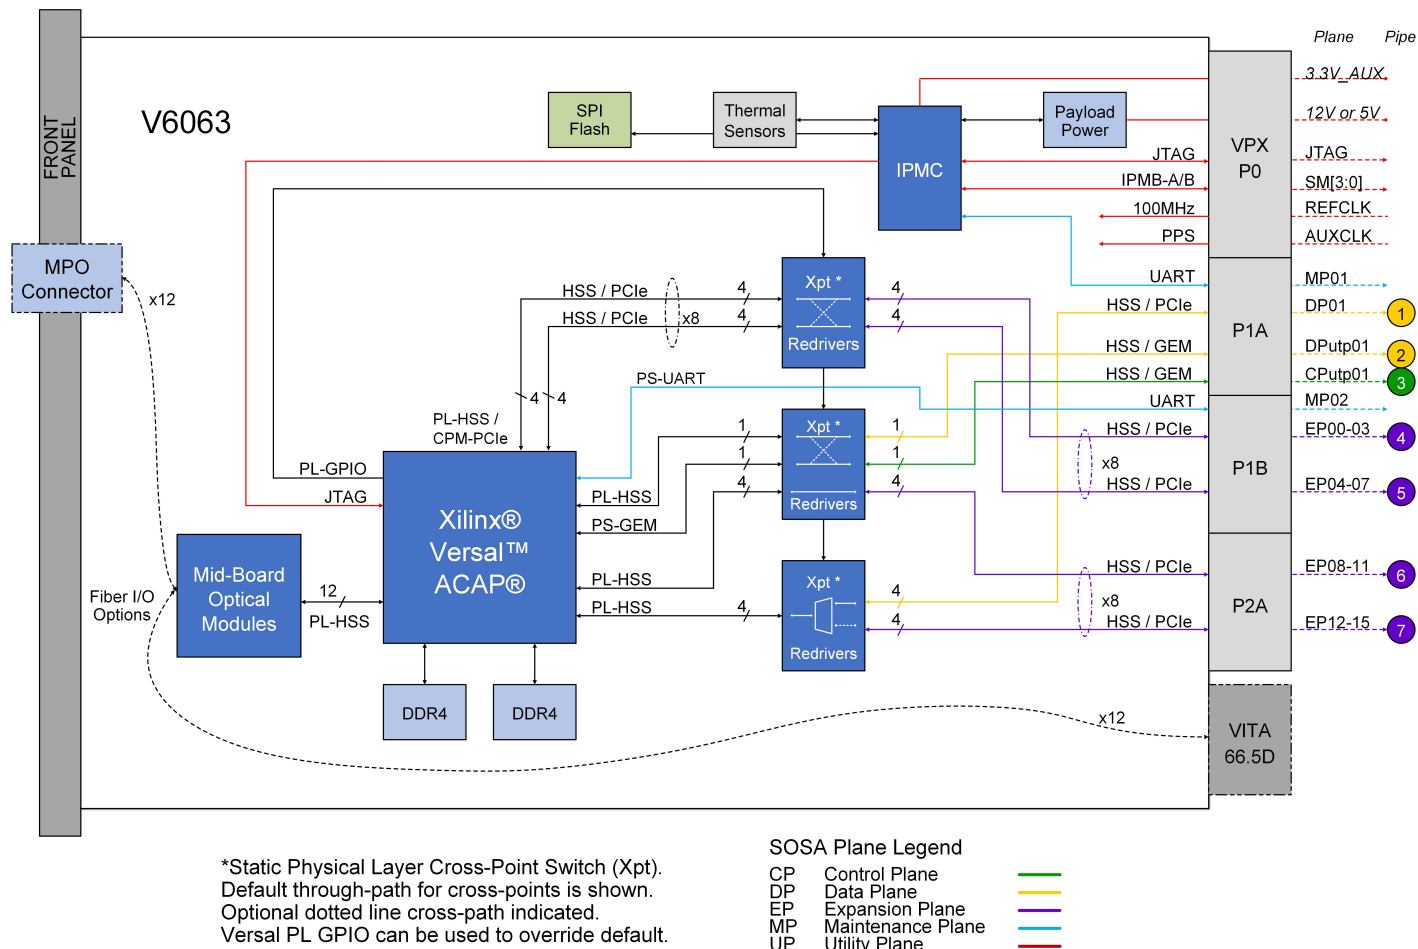 Plane Pipe
V6063
FRONT
PANEL
SPI
Flash
Thermal
Sensors
IPMC
Payload
Power
VPX
P0
3.3V_AUX
12V or 5V
JTAG
JTAG
IPMB-A/B
SM[3:0]
100MHz
REFCLK
PPS
AUXCLK
MPO
Connector
x12
HSS / PCIe
4
HSS / PCIe
4
x8
Xpt *
Redrivers
4
4
UART
MP01
HSS / PCIe
DP01
1
P1A
HSS / GEM
DPutp01
2
HSS / GEM
CPutp01
3
PS-UART
UART
MP02
4
4
PL-HSS /
CPM-PCIe
1
1
4
Xpt *
Redrivers
1
1
4
HSS / PCIe
EP00-03
4
x8
P1B
HSS / PCIe
EP04-07
5
PL-GPIO
JTAG
PL-HSS
PS-GEM
Xilinx®
Versal™
ACAP®
PL-HSS
PL-HSS
4
Xpt *
Redrivers
4
4
HSS / PCIe
EP08-11
6
x8
P2A
HSS / PCIe
EP12-15
7
Mid-Board
Optical
Modules
12
PL-HSS
Fiber I/O
Options
DDR4
DDR4
x12
VITA
66.5D
*Static Physical Layer Cross-Point Switch (Xpt).
Default through-path for cross-points is shown.
Optional dotted line cross-path indicated.
Versal PL GPIO can be used to override default.
SOSA Plane Legend
CP Control Plane
DP Data Plane
EP Expansion Plane
MP Maintenance Plane
UP Utility Plane